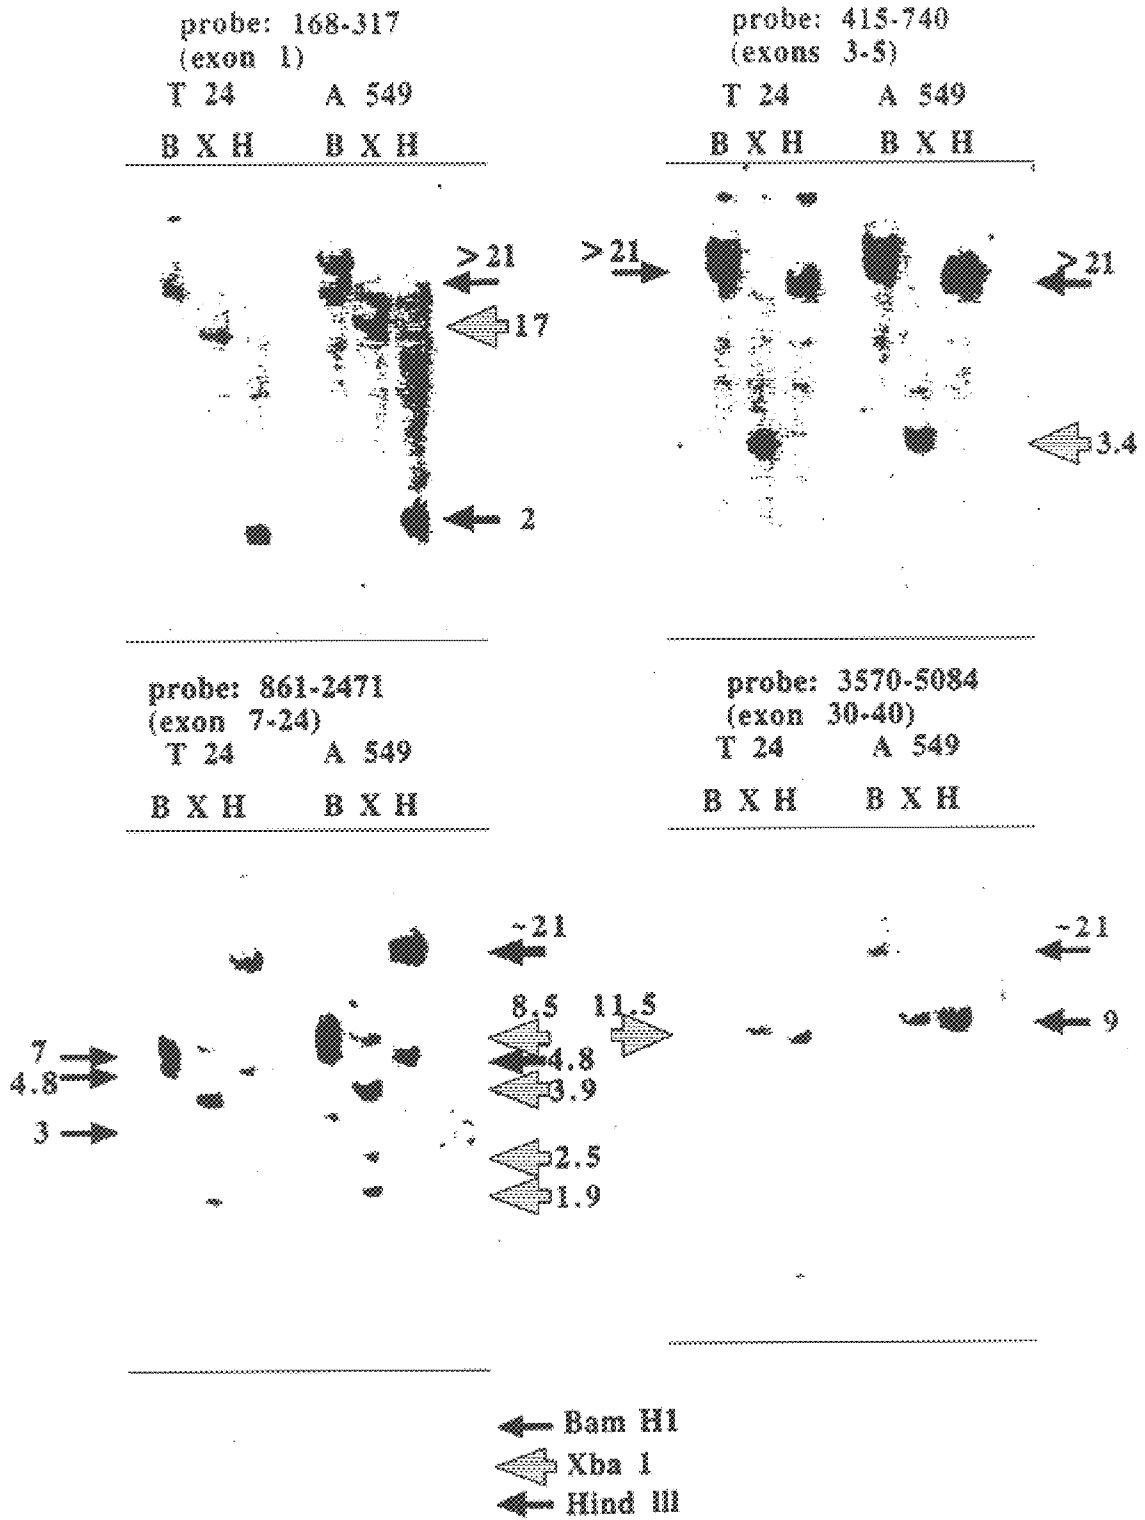 probe: 168-317
(exon 1)
T 24 A 549
B X H B X H
>21
17
2
probe: 415-740
(exons 3-5)
T 24 A 549
B X H B X H
>21
>21
3.4
probe: 861-2471
(exon 7-24)
T 24 A 549
B X H B X H
7
4.8
3
~21
8.5
4.8
3.9
2.5
1.9
probe: 3570-5084
(exon 30-40)
T 24 A 549
B X H B X H
11.5
~21
9
Bam H1
Xba 1
Hind III